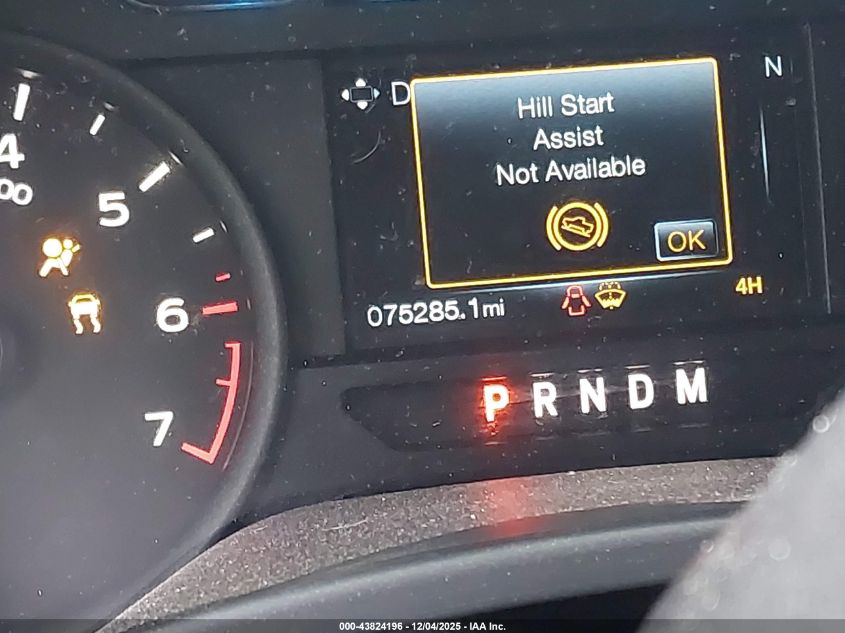 D
N
Hill Start
Assist
Not Available
OK
4
00
5
6
7
075285.1mi
4H
P R N D M
000-43824196 - 12/04/2025 - IAA Inc.